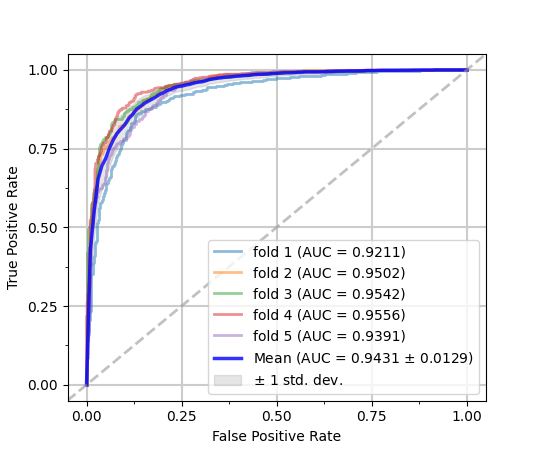 1.00
0.75
0.50
0.25
0.00
True Positive Rate
fold 1 (AUC = 0.9211)
fold 2 (AUC = 0.9502)
fold 3 (AUC = 0.9542)
fold 4 (AUC = 0.9556)
fold 5 (AUC = 0.9391)
Mean (AUC = 0.9431 ± 0.0129)
± 1 std. dev.
0.00 0.25 0.50 0.75 1.00
False Positive Rate